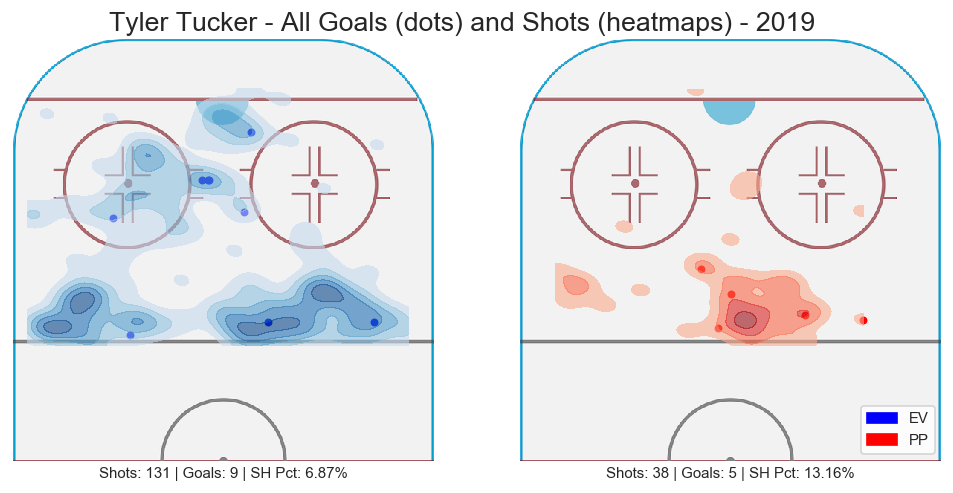 Tyler Tucker - All Goals (dots) and Shots (heatmaps) - 2019
EV
PP
Shots: 131 | Goals: 9 | SH Pct: 6.87%
Shots: 38 | Goals: 5 | SH Pct: 13.16%